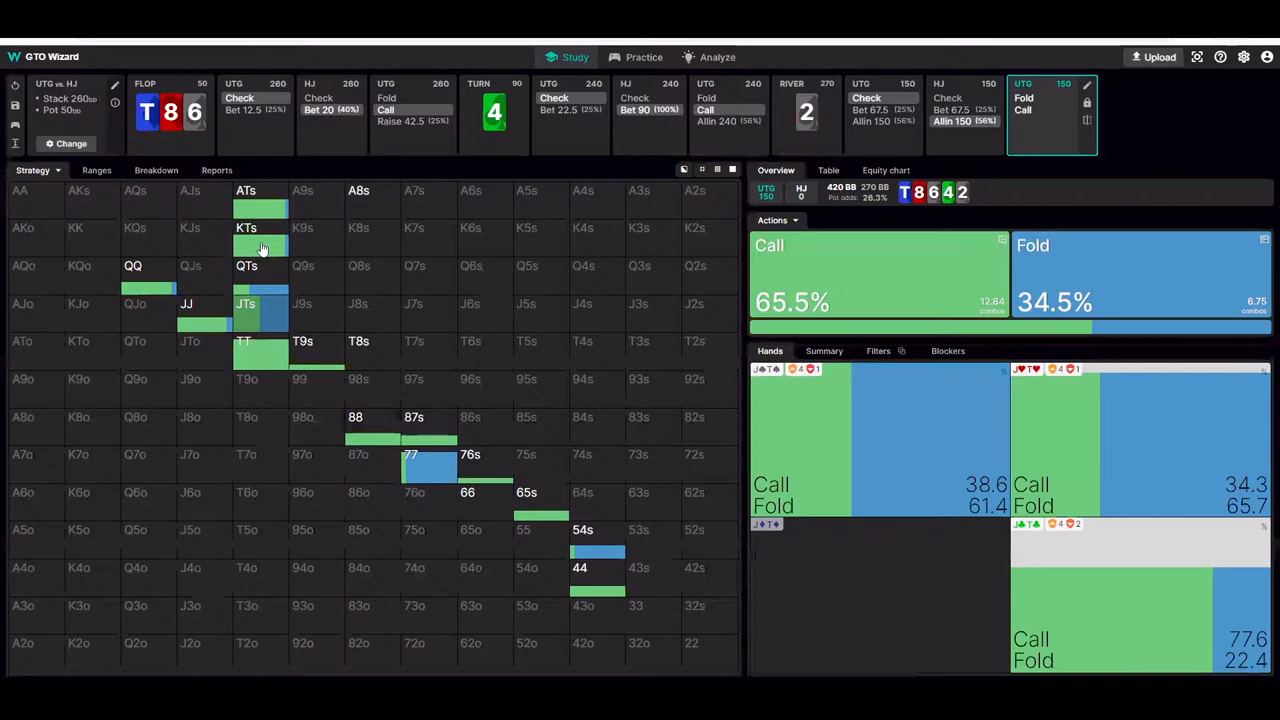 GTO Wizard
Study
Practice
Analyze
Upload
UTG vs. HJ
Stack 260bb
Pot 50bb
Change
FLOP 50
T 8 6
UTG 260
Check
Bet 12.5 (25%)
HJ 260
Check
Bet 20 (40%)
UTG 260
Fold
Call
Raise 42.5 (25%)
TURN 90
4
UTG 240
Check
Bet 22.5 (25%)
HJ 240
Check
Bet 90 (100%)
UTG 240
Fold
Call
Allin 240 (56%)
RIVER 270
2
UTG 150
Check
Bet 67.5 (25%)
Allin 150 (56%)
HJ 150
Check
Bet 67.5 (25%)
Allin 150 (56%)
UTG 150
Fold
Call
Strategy Ranges Breakdown Reports
AA AKs AQs AJs ATs A9s A8s A7s A6s A5s A4s A3s A2s
AKo KK KQs KJs KTs K9s K8s K7s K6s K5s K4s K3s K2s
AQo KQo QQ QJs QTs Q9s Q8s Q7s Q6s Q5s Q4s Q3s Q2s
AJo KJo QJo JJ JTs J9s J8s J7s J6s J5s J4s J3s J2s
ATo KTo QTo JTo TT T9s T8s T7s T6s T5s T4s T3s T2s
A9o K9o Q9o J9o T9o 99 98s 97s 96s 95s 94s 93s 92s
A8o K8o Q8o J8o T8o 98o 88 87s 86s 85s 84s 83s 82s
A7o K7o Q7o J7o T7o 97o 87o 77 76s 75s 74s 73s 72s
A6o K6o Q6o J6o T6o 96o 86o 76o 66 65s 64s 63s 62s
A5o K5o Q5o J5o T5o 95o 85o 75o 65o 55 54s 53s 52s
A4o K4o Q4o J4o T4o 94o 84o 74o 64o 54o 44 43s 42s
A3o K3o Q3o J3o T3o 93o 83o 73o 63o 53o 43o 33 32s
A2o K2o Q2o J2o T2o 92o 82o 72o 62o 52o 42o 32o 22
Overview Table Equity chart
UTG 150
HJ 0
420 BB 270 BB
Pot odds: 26.3%
T 8 6 4 2
Actions
Call
65.5%
12.84 combos
Fold
34.5%
6.75 combos
Hands Summary Filters Blockers
J♠T♠ 4 1 %
Call 38.6
Fold 61.4
J♥T♥ 4 1 %
Call 34.3
Fold 65.7
J♦T♦
J♣T♣ 4 2 %
Call 77.6
Fold 22.4